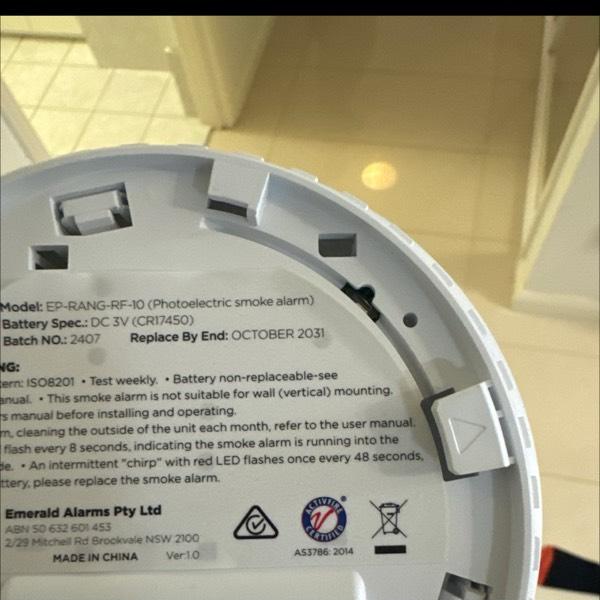 Model: EP-RANG-RF-10 (Photoelectric smoke alarm)
Battery Spec.: DC 3V (CR17450)
Batch NO.: 2407 Replace By End: OCTOBER 2031
NG:
tern: ISO8201 • Test weekly. • Battery non-replaceable-see
anual. • This smoke alarm is not suitable for wall (vertical) mounting.
rs manual before installing and operating.
m, cleaning the outside of the unit each month, refer to the user manual.
flash every 8 seconds, indicating the smoke alarm is running into the
de. • An intermittent "chirp" with red LED flashes once every 48 seconds,
ttery, please replace the smoke alarm.
Emerald Alarms Pty Ltd
ABN 50 632 601 453
2/29 Mitchell Rd Brookvale NSW 2100
MADE IN CHINA Ver:1.0
ACTIVFIRE
CERTIFIED
®
AS3786: 2014